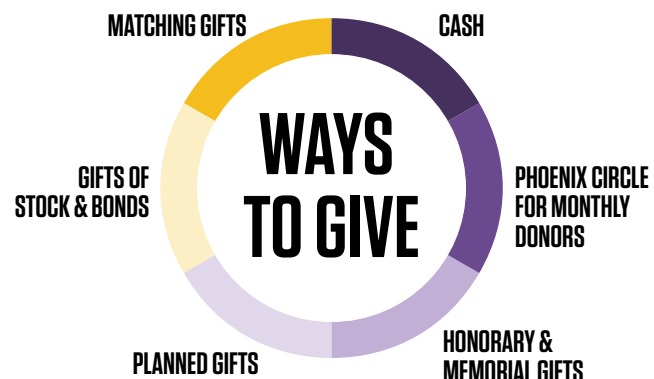 MATCHING GIFTS
CASH
WAYS
TO GIVE
GIFTS OF
STOCK & BONDS
PHOENIX CIRCLE
FOR MONTHLY
DONORS
PLANNED GIFTS
HONORARY &
MEMORIAL GIFTS